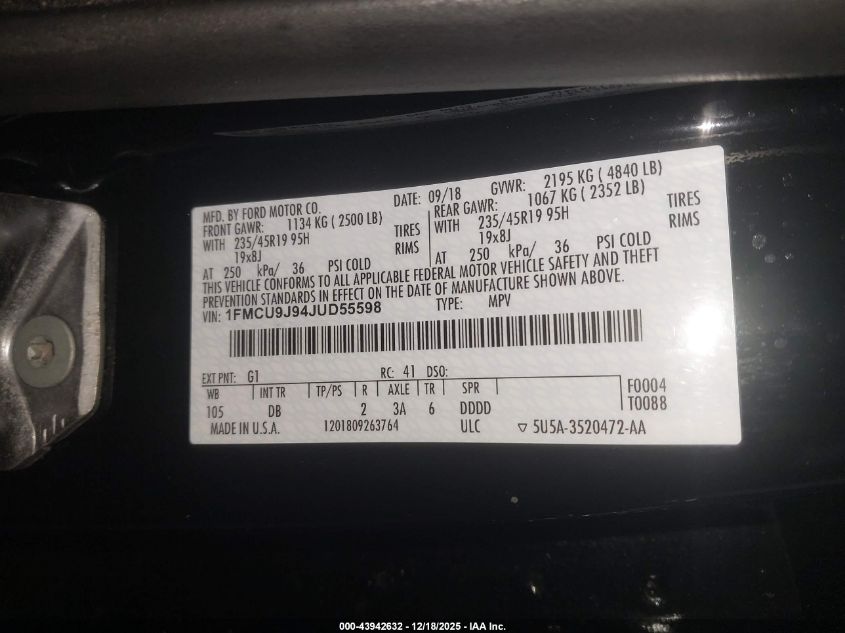 MFD. BY FORD MOTOR CO. DATE: 09/18 GVWR: 2195 KG ( 4840 LB)
FRONT GAWR: 1134 KG ( 2500 LB) REAR GAWR: 1067 KG ( 2352 LB)
WITH 235/45R19 95H TIRES WITH 235/45R19 95H TIRES
19x8J RIMS 19x8J RIMS
AT 250 kPa/ 36 PSI COLD AT 250 kPa/ 36 PSI COLD
THIS VEHICLE CONFORMS TO ALL APPLICABLE FEDERAL MOTOR VEHICLE SAFETY AND THEFT
PREVENTION STANDARDS IN EFFECT ON THE DATE OF MANUFACTURE SHOWN ABOVE.
VIN: 1FMCU9J94JUD55598 TYPE: MPV
EXT PNT: G1 RC: 41 DSO:
WB INT TR TP/PS R AXLE TR SPR F0004
105 DB 2 3A 6 DDDD T0088
MADE IN U.S.A. 1201809263764 ULC ▽ 5U5A-3520472-AA
000-43942632 - 12/18/2025 - IAA Inc.